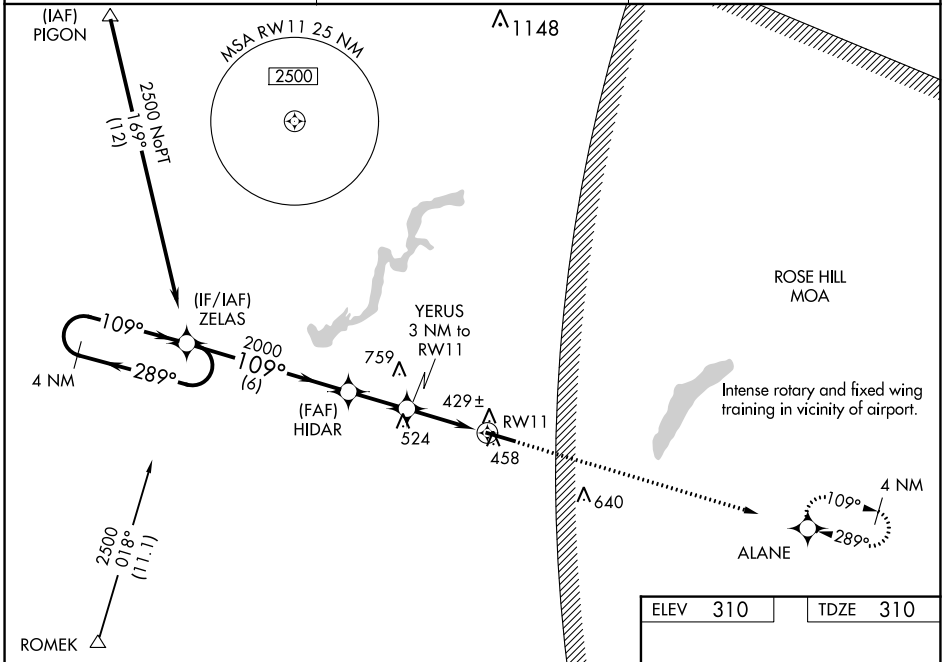 (IAF)
PIGON
MSA RW11 25 NM
2500
1148
2500 NoPT
169°
(12)
ROSE HILL
MOA
(IF/IAF)
ZELAS
YERUS
3 NM to
RW11
109°
289°
4 NM
2000
109°
(6)
759
(FAF)
HIDAR
429±
RW11
524
458
Intense rotary and fixed wing
training in vicinity of airport.
640
4 NM
109°
289°
ALANE
2500
018°
(11.1)
ROMEK
ELEV 310
TDZE 310